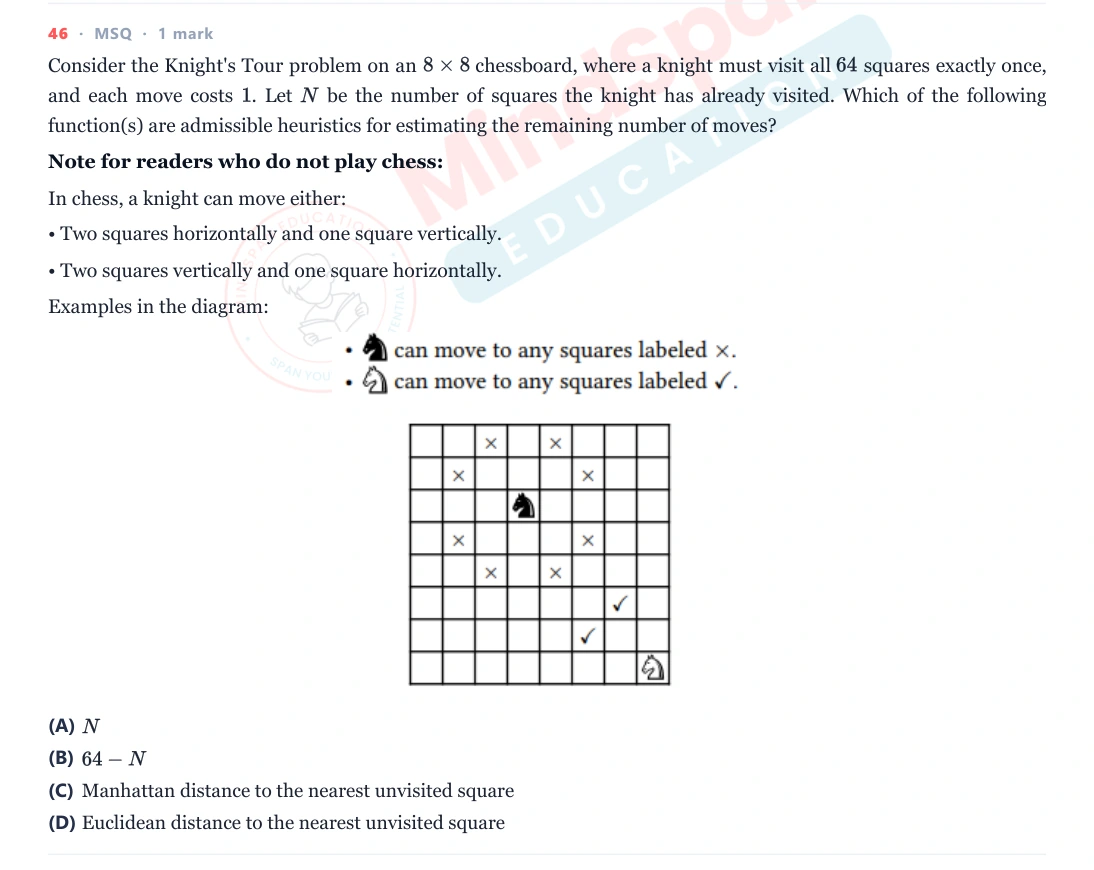 46 · MSQ · 1 mark
Consider the Knight's Tour problem on an 8 × 8 chessboard, where a knight must visit all 64 squares exactly once,
and each move costs 1. Let N be the number of squares the knight has already visited. Which of the following
function(s) are admissible heuristics for estimating the remaining number of moves?
Note for readers who do not play chess:
In chess, a knight can move either:
• Two squares horizontally and one square vertically.
• Two squares vertically and one square horizontally.
Examples in the diagram:
• ♞ can move to any squares labeled ×.
• ♘ can move to any squares labeled ✓.
× ×
× ×
♞
× ×
× ×
✓
✓
♘
(A) N
(B) 64 − N
(C) Manhattan distance to the nearest unvisited square
(D) Euclidean distance to the nearest unvisited square
EDUCATION
SPAN YOU